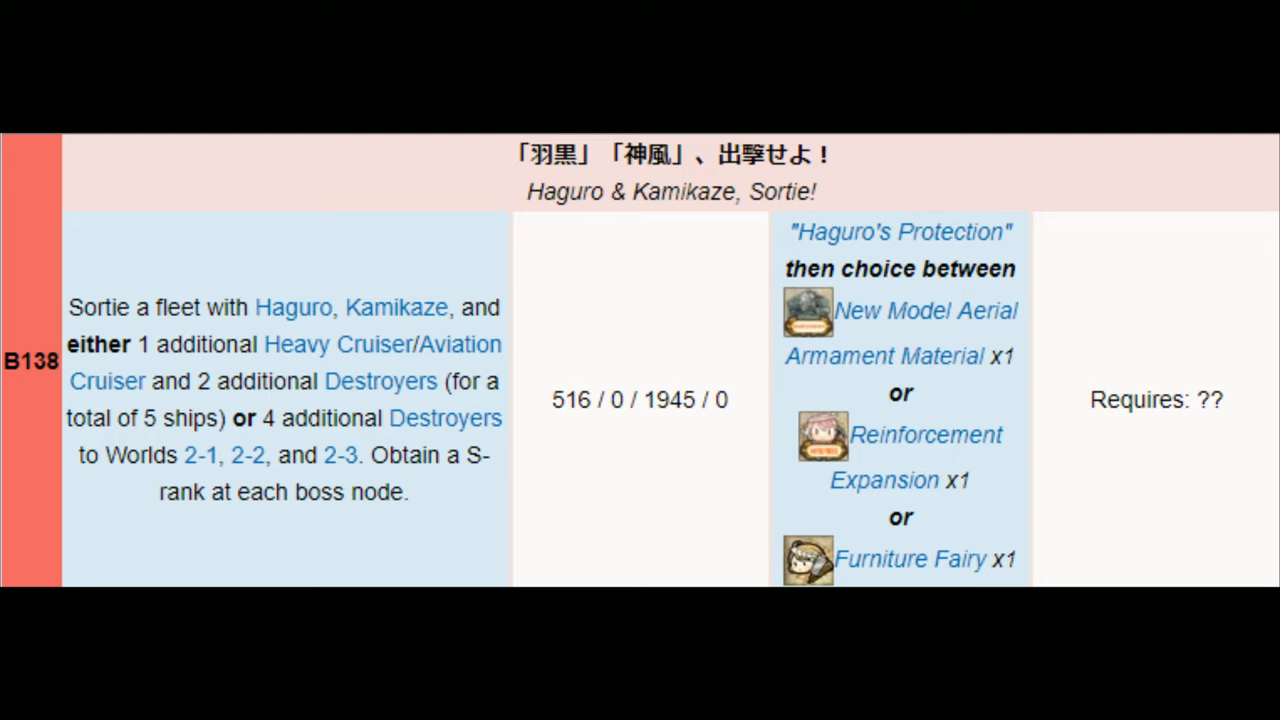 「羽黒」「神風」、出撃せよ！
Haguro & Kamikaze, Sortie!
B138
Sortie a fleet with Haguro, Kamikaze, and
either 1 additional Heavy Cruiser/Aviation
Cruiser and 2 additional Destroyers (for a
total of 5 ships) or 4 additional Destroyers
to Worlds 2-1, 2-2, and 2-3. Obtain a S-
rank at each boss node.
516 / 0 / 1945 / 0
"Haguro's Protection"
then choice between
New Model Aerial
Armament Material x1
or
Reinforcement
Expansion x1
or
Furniture Fairy x1
Requires: ??